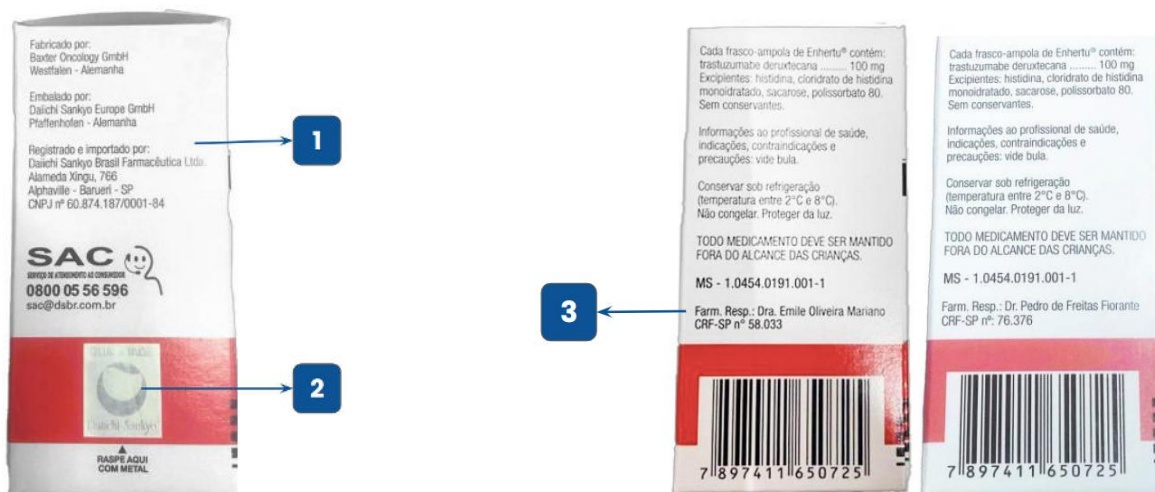 Fabricado por:
Baxter Oncology GmbH
Westfalen - Alemanha
Embalado por:
Daiichi Sankyo Europe GmbH
Pfaffenhofen - Alemanha
Registrado e importado por:
Daiichi Sankyo Brasil Farmacêutica Ltda.
Alameda Xingu, 766
Alphaville - Barueri - SP
CNPJ nº 60.874.187/0001-84
SAC
SERVIÇO DE ATENDIMENTO AO CONSUMIDOR
0800 05 56 596
sac@dsbr.com.br
Daiichi-Sankyo
RASPE AQUI
COM METAL
1
2
3
Cada frasco-ampola de Enhertu® contém:
trastuzumabe deruxtecana ......... 100 mg
Excipientes: histidina, cloridrato de histidina
monoidratado, sacarose, polissorbato 80.
Sem conservantes.
Informações ao profissional de saúde,
indicações, contraindicações e
precauções: vide bula.
Conservar sob refrigeração
(temperatura entre 2°C e 8°C).
Não congelar. Proteger da luz.
TODO MEDICAMENTO DEVE SER MANTIDO
FORA DO ALCANCE DAS CRIANÇAS.
MS - 1.0454.0191.001-1
Farm. Resp.: Dra. Emile Oliveira Mariano
CRF-SP n° 58.033
7 897411 650725
Cada frasco-ampola de Enhertu® contém:
trastuzumabe deruxtecana ......... 100 mg
Excipientes: histidina, cloridrato de histidina
monoidratado, sacarose, polissorbato 80.
Sem conservantes.
Informações ao profissional de saúde,
indicações, contraindicações e
precauções: vide bula.
Conservar sob refrigeração
(temperatura entre 2°C e 8°C).
Não congelar. Proteger da luz.
TODO MEDICAMENTO DEVE SER MANTIDO
FORA DO ALCANCE DAS CRIANÇAS.
MS - 1.0454.0191.001-1
Farm. Resp.: Dr. Pedro de Freitas Fiorante
CRF-SP nº: 76.376
7 897411 650725